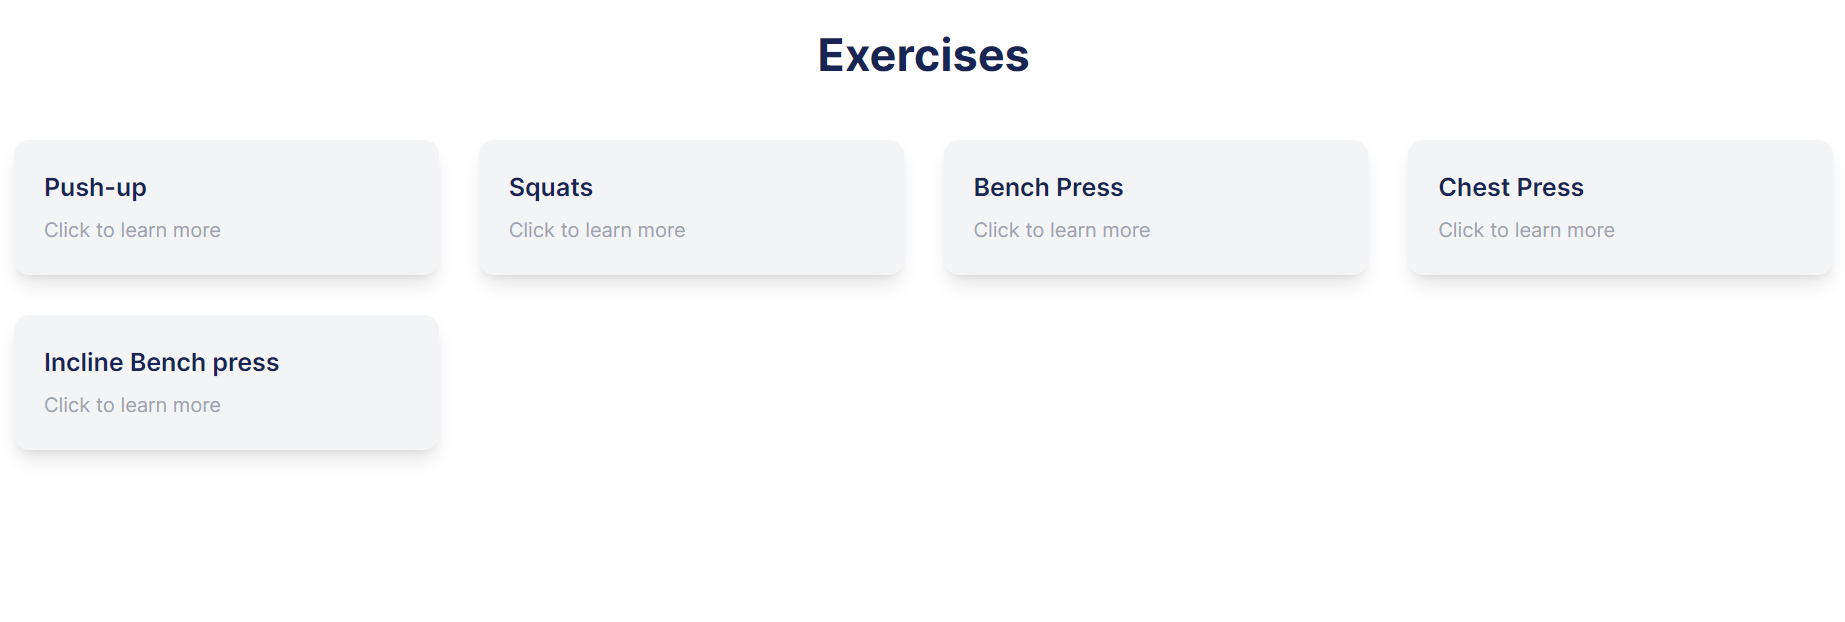 Exercises
Push-up
Click to learn more
Squats
Click to learn more
Bench Press
Click to learn more
Chest Press
Click to learn more
Incline Bench press
Click to learn more